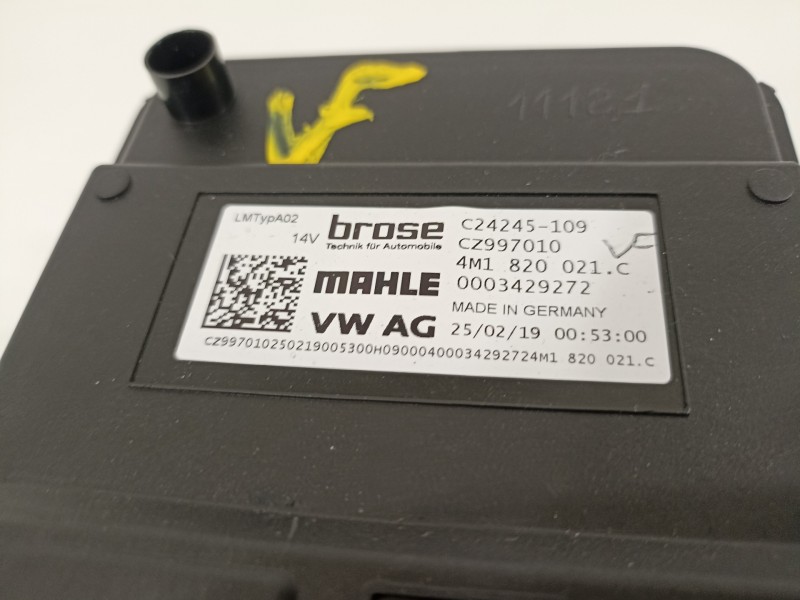 11121
LMTypA02
14V
brose
Technik für Automobile
MAHLE
VW AG
C24245-109
CZ997010
4M1 820 021.C
0003429272
MADE IN GERMANY
25/02/19 00:53:00
CZ997010250219005300H09000400034292724M1 820 021.C